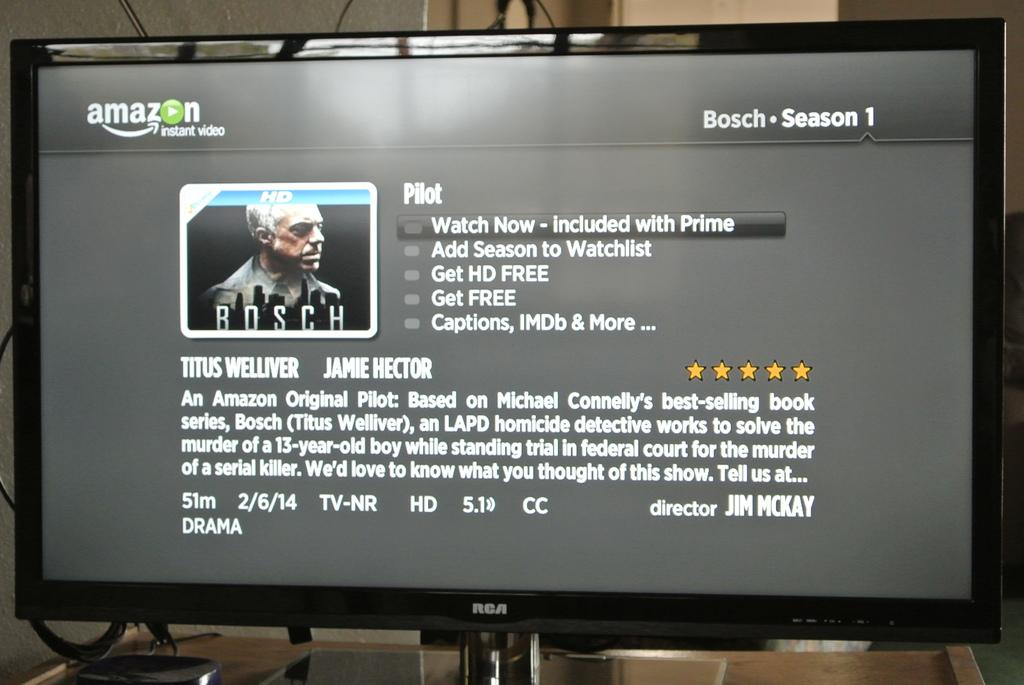 amazon
instant video
Bosch • Season 1
HD
BOSCH
Pilot
Watch Now - included with Prime
Add Season to Watchlist
Get HD FREE
Get FREE
Captions, IMDb & More ...
TITUS WELLIVER JAMIE HECTOR
An Amazon Original Pilot: Based on Michael Connelly's best-selling book
series, Bosch (Titus Welliver), an LAPD homicide detective works to solve the
murder of a 13-year-old boy while standing trial in federal court for the murder
of a serial killer. We'd love to know what you thought of this show. Tell us at...
51m 2/6/14 TV-NR HD 5.1 CC
director JIM MCKAY
DRAMA
RCA